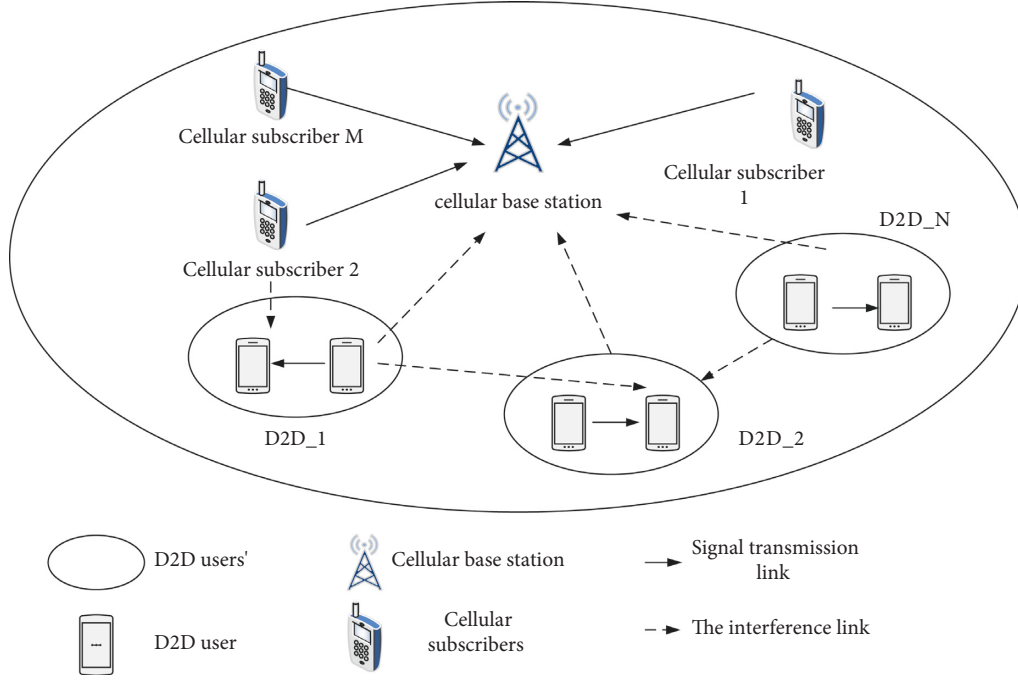 Cellular subscriber M
cellular base station
Cellular subscriber
1
D2D_N
Cellular subscriber 2
D2D_1
D2D_2
D2D users'
Cellular base station
Signal transmission
link
D2D user
Cellular
subscribers
The interference link